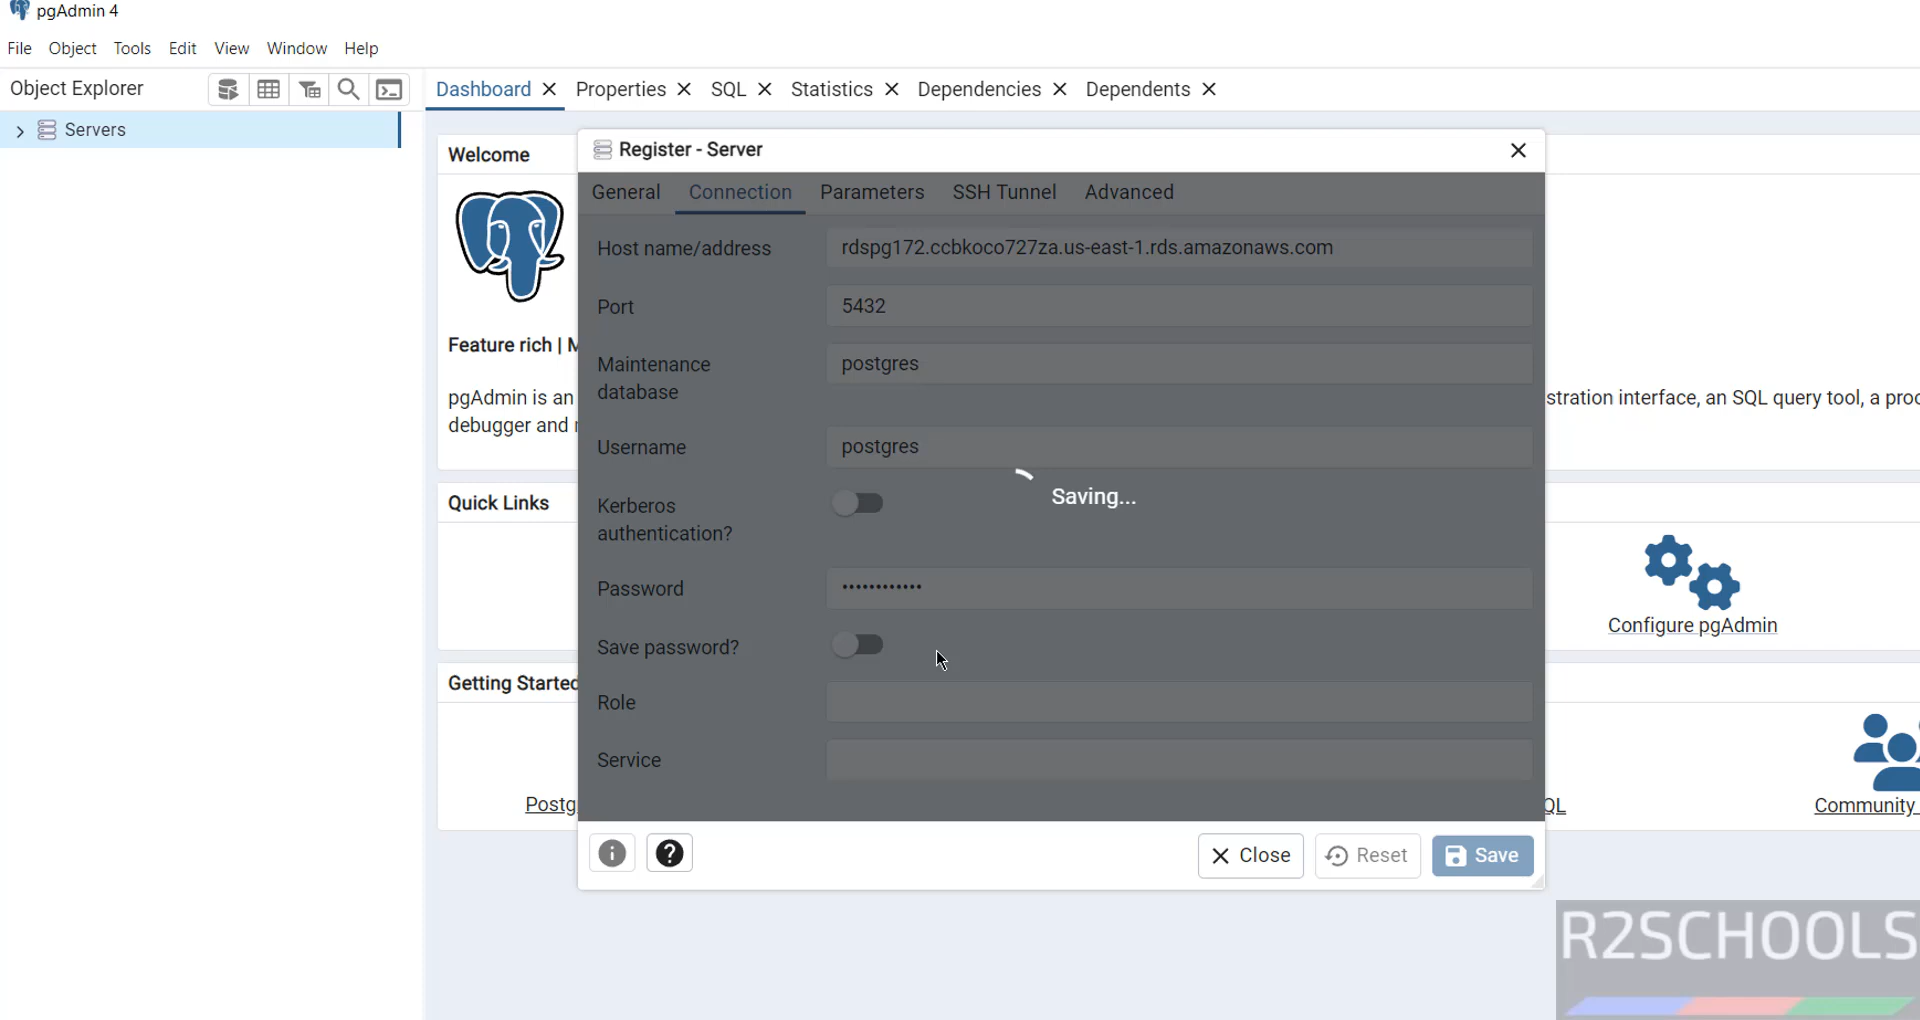 pgAdmin 4
File Object Tools Edit View Window Help
Object Explorer
Dashboard Properties SQL Statistics Dependencies Dependents
Servers
Welcome
Register - Server
General Connection Parameters SSH Tunnel Advanced
Host name/address rdspg172.ccbkoco727za.us-east-1.rds.amazonaws.com
Port 5432
Feature rich |
Maintenance
database
postgres
pgAdmin is an
stration interface, an SQL query tool, a
debugger and
Username postgres
Saving...
Quick Links
Kerberos
authentication?
Password ••••••••••••
Configure pgAdmin
Save password?
Getting Started
Role
Service
Postg
QL
Community
Close Reset Save
R2SCHOOLS